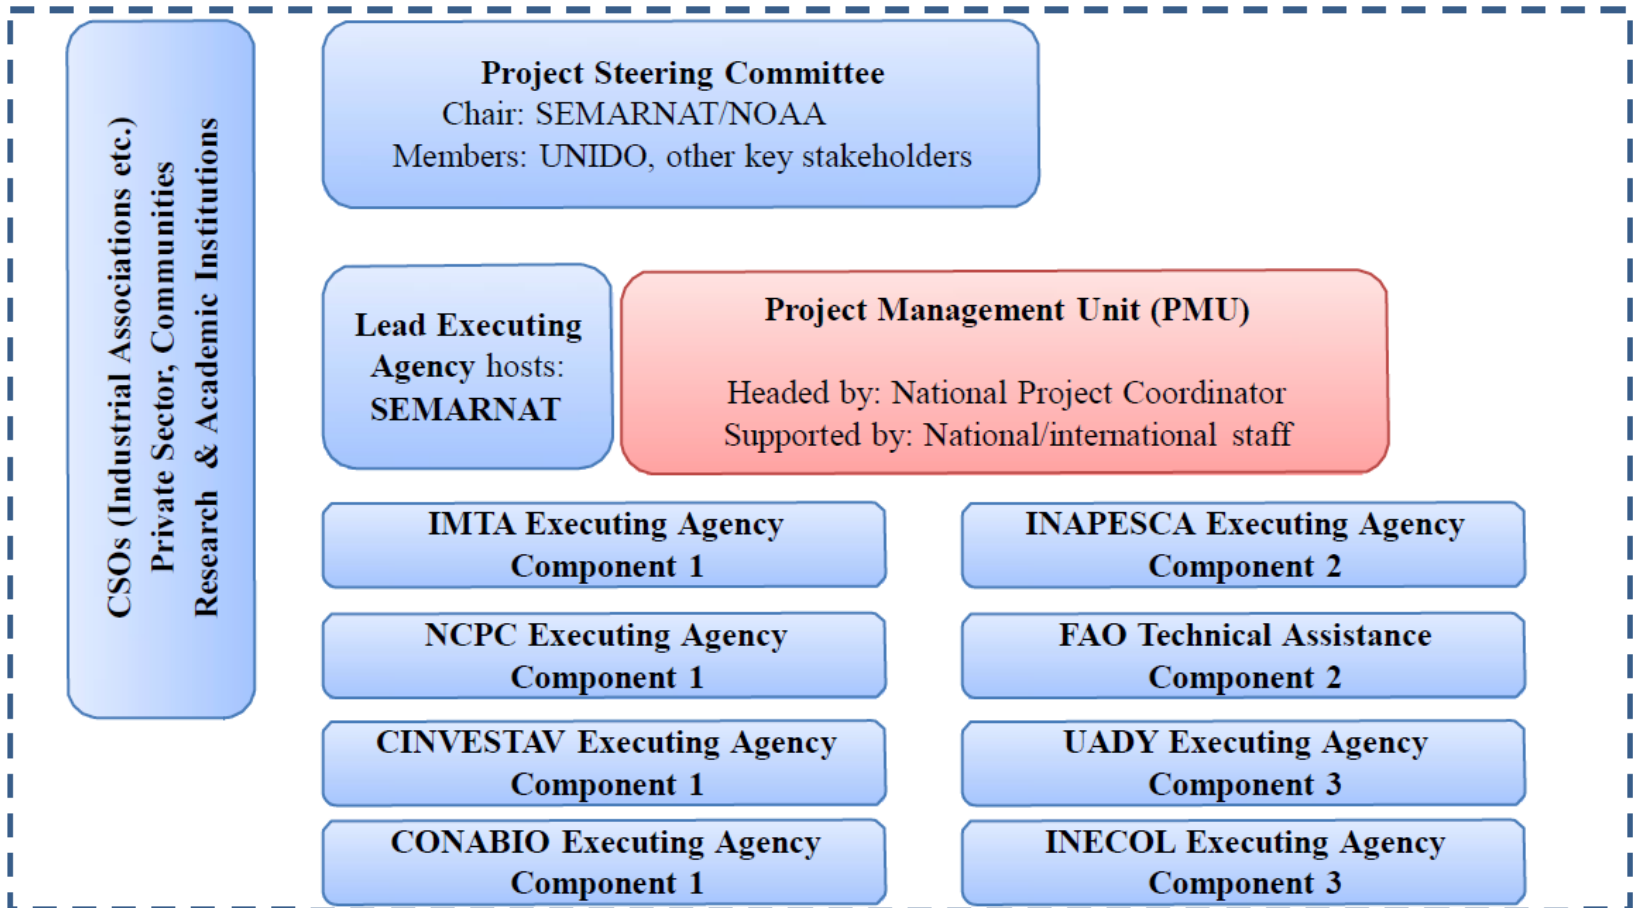 CSOs (Industrial Associations etc.)
Private Sector, Communities
Research & Academic Institutions
Project Steering Committee
Chair: SEMARNAT/NOAA
Members: UNIDO, other key stakeholders
Lead Executing
Agency hosts:
SEMARNAT
Project Management Unit (PMU)
Headed by: National Project Coordinator
Supported by: National/international staff
IMTA Executing Agency
Component 1
INAPESCA Executing Agency
Component 2
NCPC Executing Agency
Component 1
FAO Technical Assistance
Component 2
CINVESTAV Executing Agency
Component 1
UADY Executing Agency
Component 3
CONABIO Executing Agency
Component 1
INECOL Executing Agency
Component 3